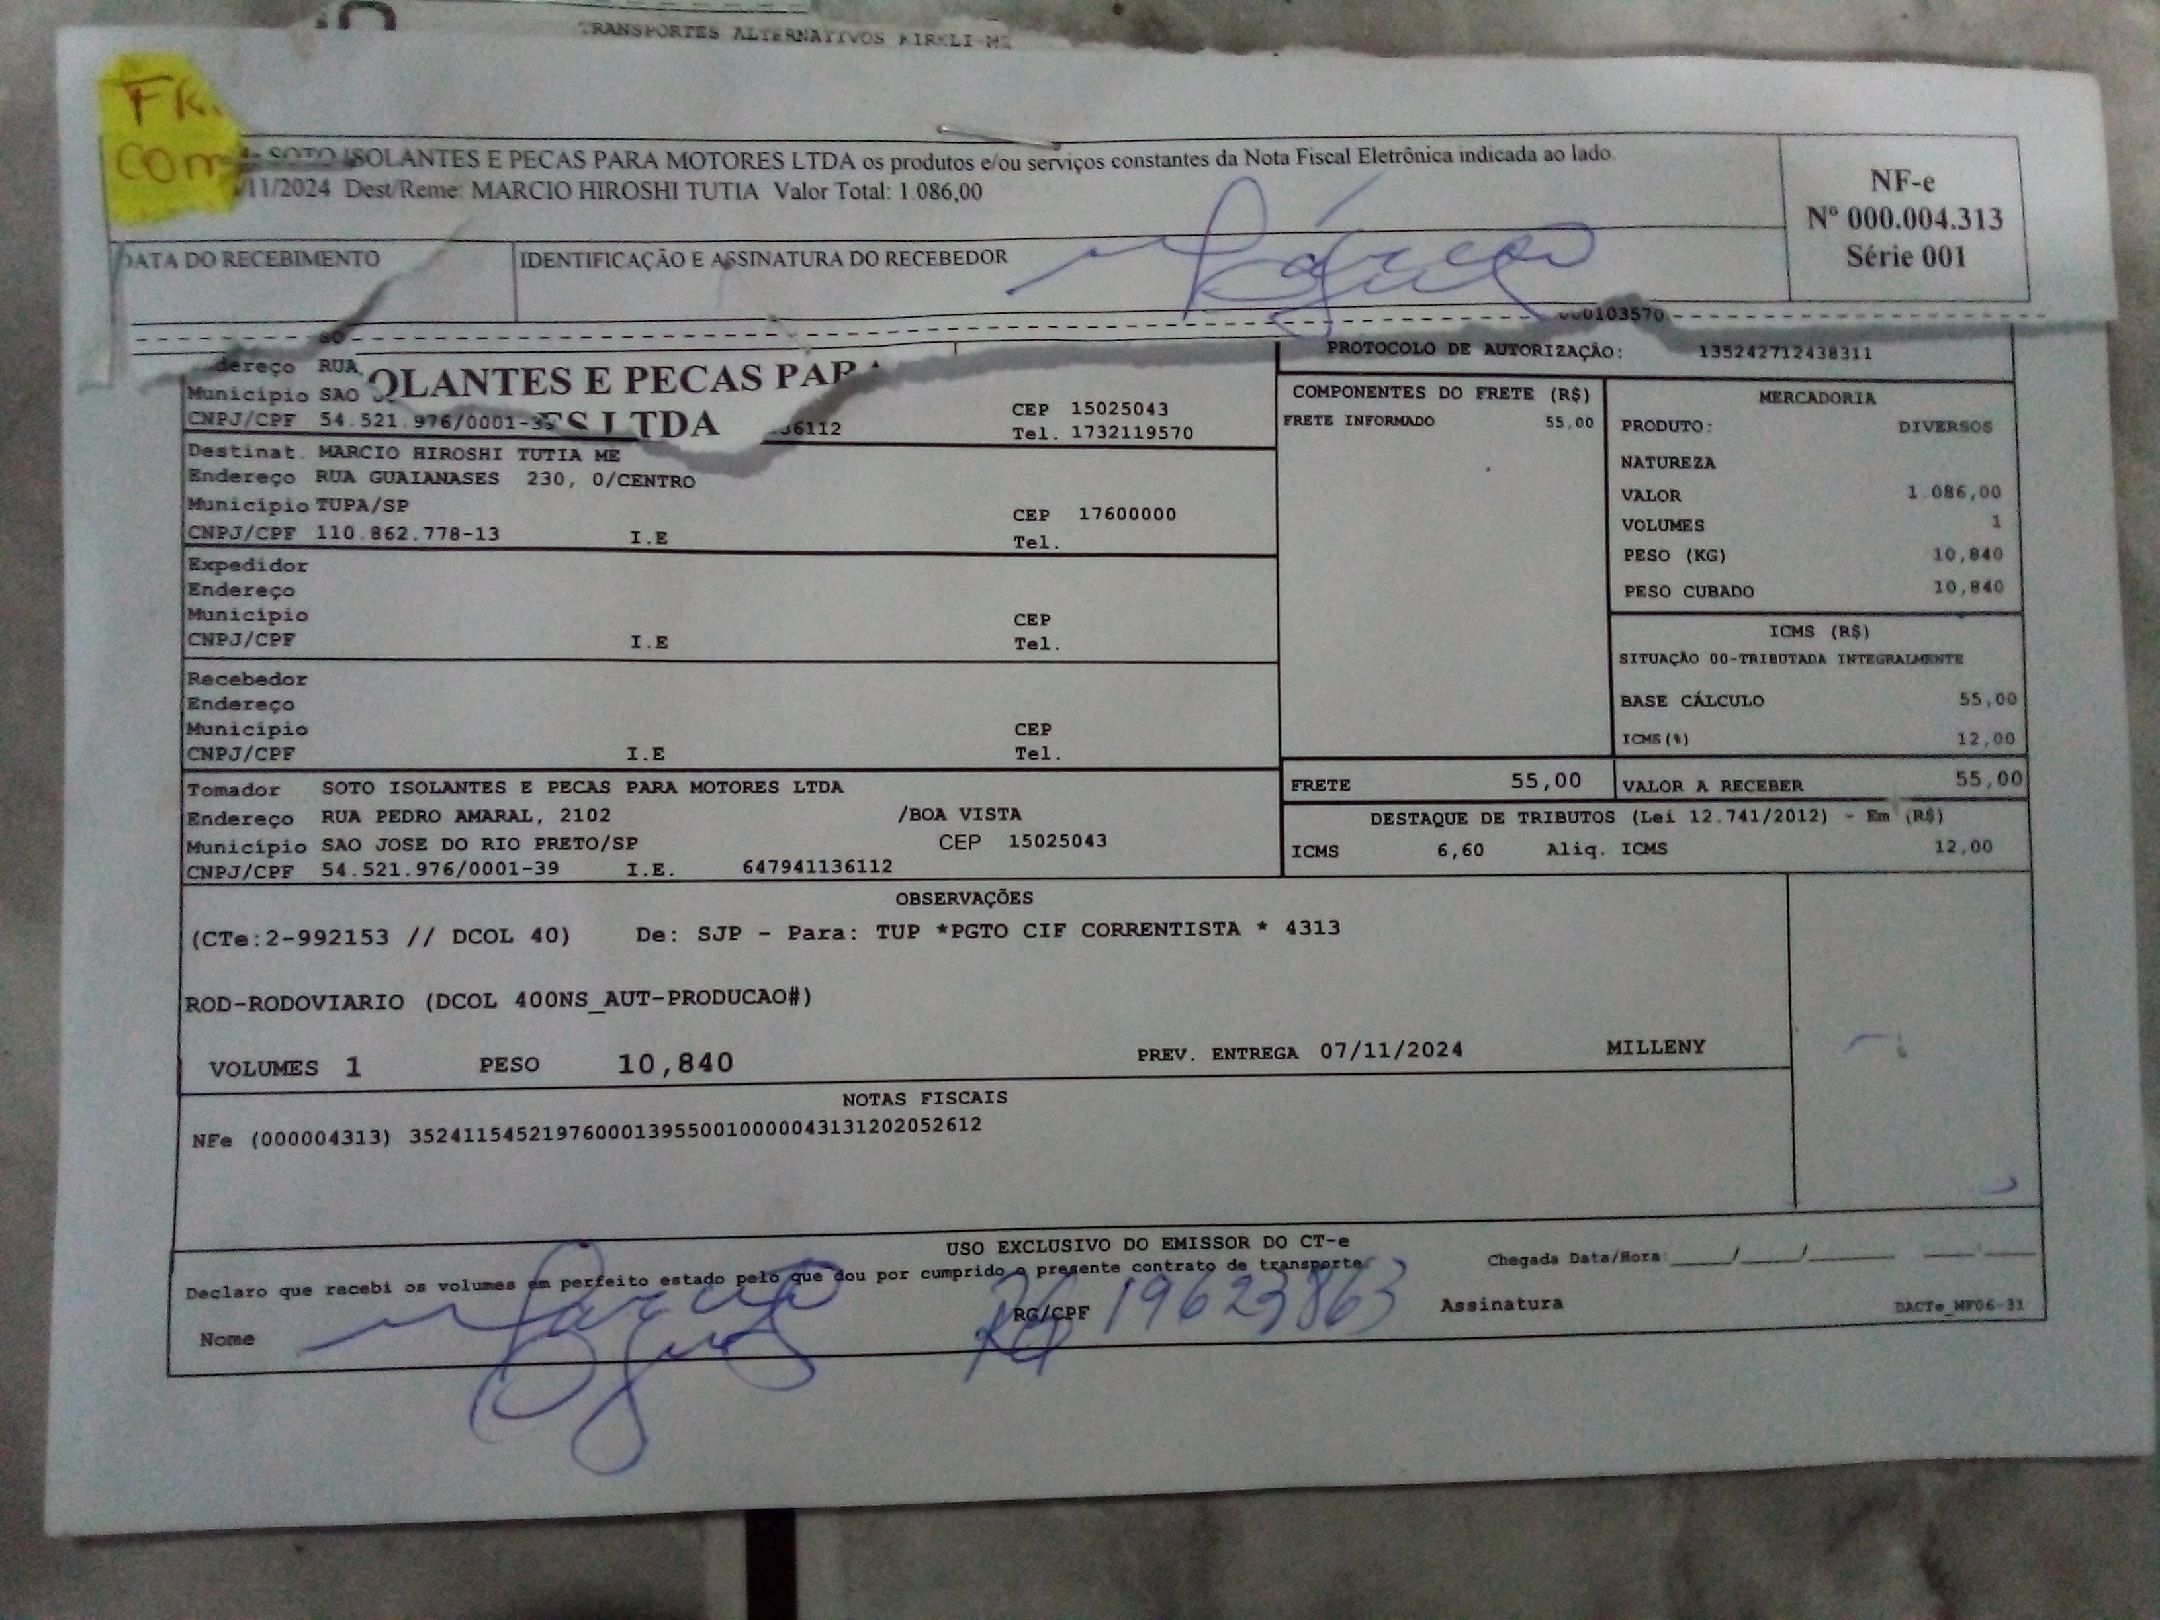 TRANSPORTES ALTERNATIVOS EIRELI-ME
FR.
COM
SOTO ISOLANTES E PECAS PARA MOTORES LTDA os produtos e/ou serviços constantes da Nota Fiscal Eletrônica indicada ao lado.
/11/2024 Dest/Reme: MARCIO HIROSHI TUTIA Valor Total: 1.086,00
NF-e
Nº 000.004.313
Série 001
DATA DO RECEBIMENTO IDENTIFICAÇÃO E ASSINATURA DO RECEBEDOR
000103570
SO
dereço RUA
OLANTES E PECAS PARA
ES LTDA
PROTOCOLO DE AUTORIZAÇÃO: 135242712438311
Município SAO
CEP 15025043
CNPJ/CPF 54.521.976/0001-39 36112 Tel. 1732119570
COMPONENTES DO FRETE (R$)
FRETE INFORMADO 55,00
MERCADORIA
PRODUTO: DIVERSOS
NATUREZA
VALOR 1.086,00
VOLUMES 1
PESO (KG) 10,840
PESO CUBADO 10,840
Destinat. MARCIO HIROSHI TUTIA ME
Endereço RUA GUAIANASES 230, 0/CENTRO
Município TUPA/SP CEP 17600000
CNPJ/CPF 110.862.778-13 I.E Tel.
Expedidor
Endereço
Município CEP
CNPJ/CPF I.E Tel.
ICMS (R$)
SITUAÇÃO 00-TRIBUTADA INTEGRALMENTE
BASE CÁLCULO 55,00
ICMS(%) 12,00
Recebedor
Endereço
Município CEP
CNPJ/CPF I.E Tel.
FRETE 55,00 VALOR A RECEBER 55,00
Tomador SOTO ISOLANTES E PECAS PARA MOTORES LTDA
Endereço RUA PEDRO AMARAL, 2102 /BOA VISTA
Município SAO JOSE DO RIO PRETO/SP CEP 15025043
CNPJ/CPF 54.521.976/0001-39 I.E. 647941136112
DESTAQUE DE TRIBUTOS (Lei 12.741/2012) - Em (R$)
ICMS 6,60 Aliq. ICMS 12,00
OBSERVAÇÕES
(CTe:2-992153 // DCOL 40) De: SJP - Para: TUP *PGTO CIF CORRENTISTA * 4313
ROD-RODOVIARIO (DCOL 400NS_AUT-PRODUCAO#)
VOLUMES 1 PESO 10,840 PREV. ENTREGA 07/11/2024 MILLENY
NOTAS FISCAIS
NFe (000004313) 35241154521976000139550010000043131202052612
USO EXCLUSIVO DO EMISSOR DO CT-e
Declaro que recebi os volumes em perfeito estado pelo que dou por cumprido o presente contrato de transporte. Chegada Data/Hora: ____/____/____ ____:____
Nome RG/CPF RG 19623863 Assinatura DACTe_MF06-31